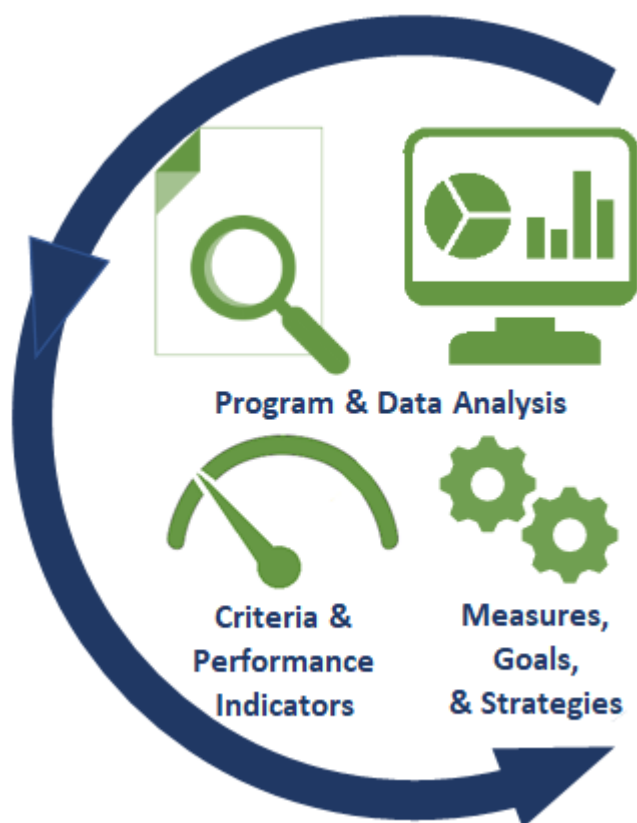 Program & Data Analysis
Criteria &
Performance
Indicators
Measures,
Goals,
& Strategies